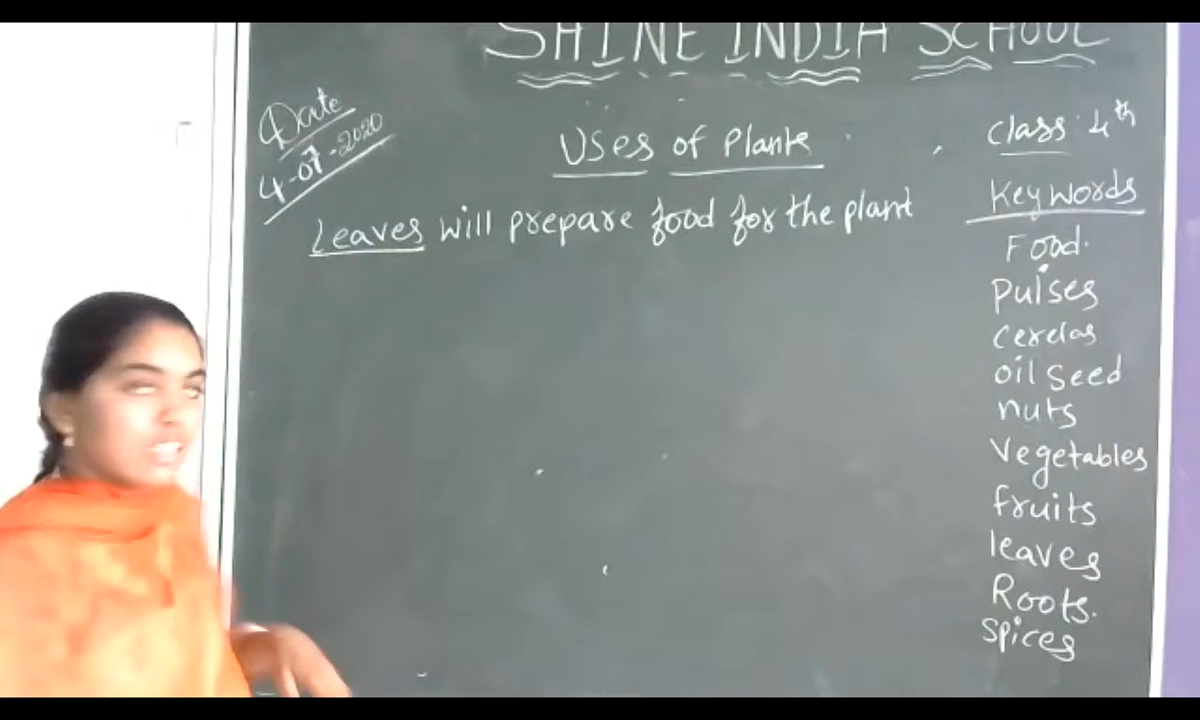 SHINE INDIA SCHOOL
Date
4-07-2020
Uses of Plants
Class 4th
Leaves will prepare food for the plant
Keywords
Food.
Pulses
Cerelas
oil seed
nuts
Vegetables
fruits
leaves
Roots.
Spices